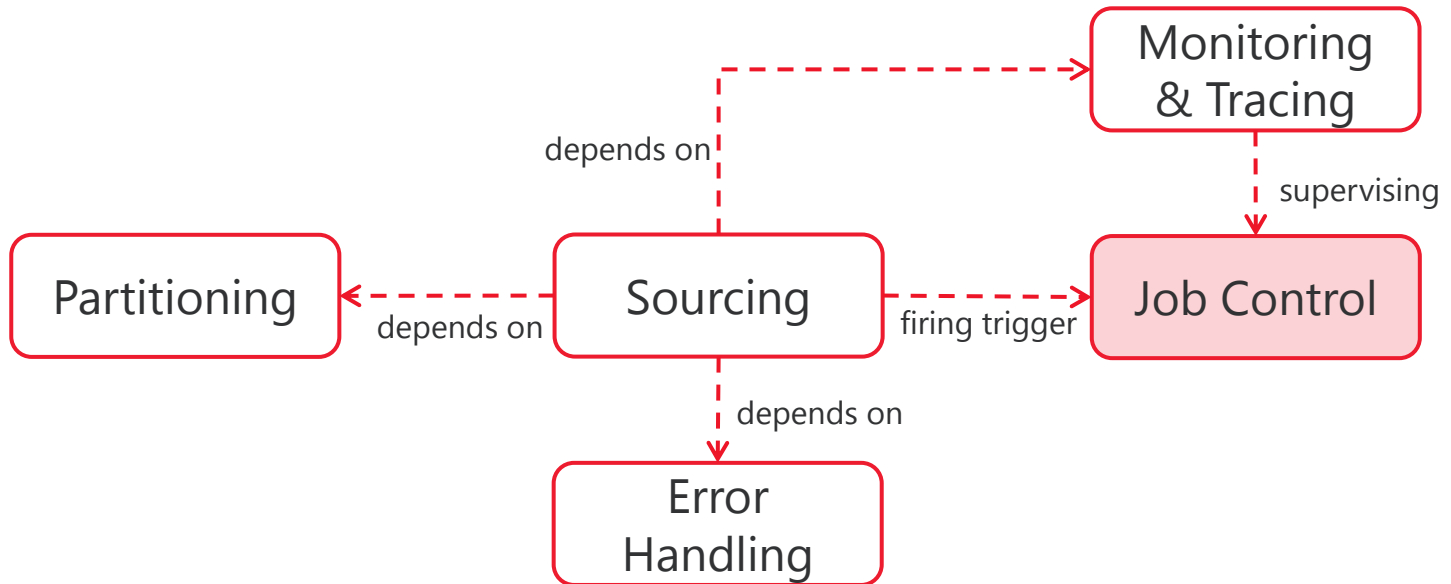 Monitoring
& Tracing
depends on
supervising
Partitioning
Sourcing
Job Control
depends on
firing trigger
depends on
Error
Handling